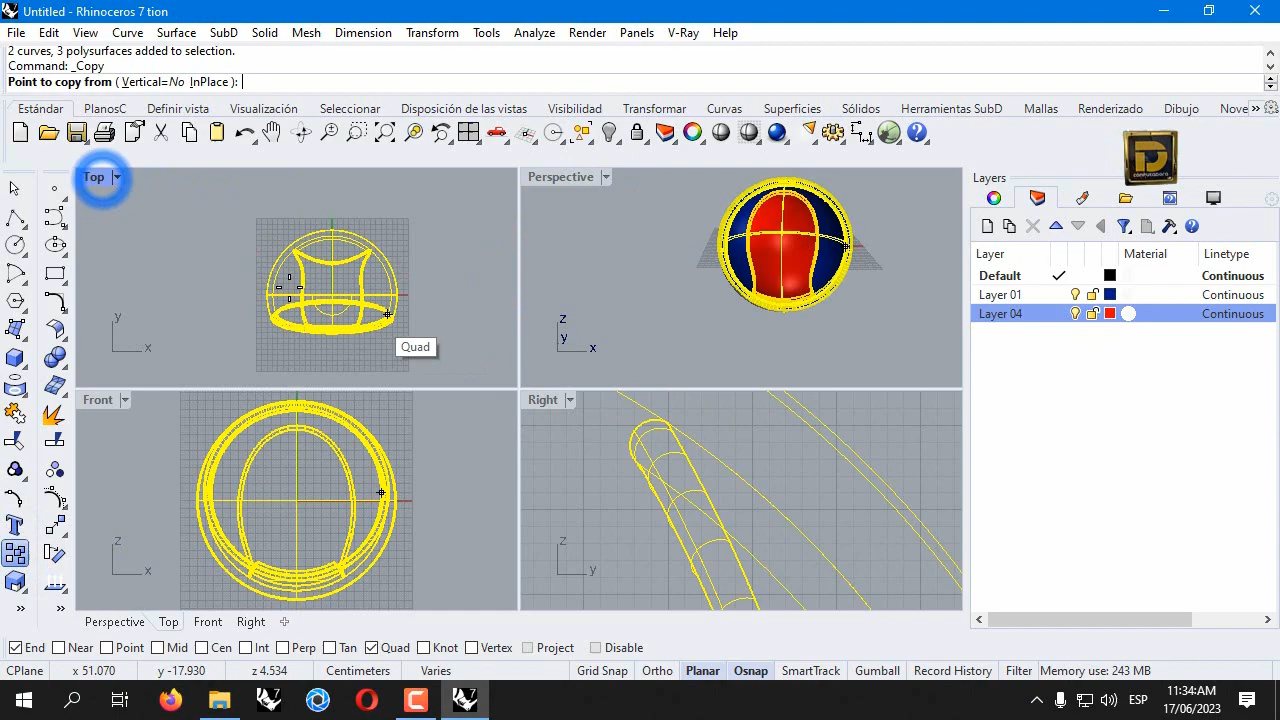 Untitled - Rhinoceros 7 tion
File Edit View Curve Surface SubD Solid Mesh Dimension Transform Tools Analyze Render Panels V-Ray Help
2 curves, 3 polysurfaces added to selection.
Command: _Copy
Point to copy from ( Vertical=No InPlace ):
Estándar PlanosC Definir vista Visualización Seleccionar Disposición de las vistas Visibilidad Transformar Curvas Superficies Sólidos Herramientas SubD Mallas Renderizado Dibujo Nove »
D
Top
Perspective
Layers
Layer Material Linetype
Default Continuous
Layer 01 Continuous
Layer 04 Continuous
y
x
z
y
x
Quad
Front
Right
z
x
z
y
» »
Perspective Top Front Right
End Near Point Mid Cen Int Perp Tan Quad Knot Vertex Project Disable
CPlane x 51.070 y -17.930 z 4.534 Centimeters Varies Grid Snap Ortho Planar Osnap SmartTrack Gumball Record History Filter Memory use: 243 MB
ESP
11:34:AM
17/06/2023